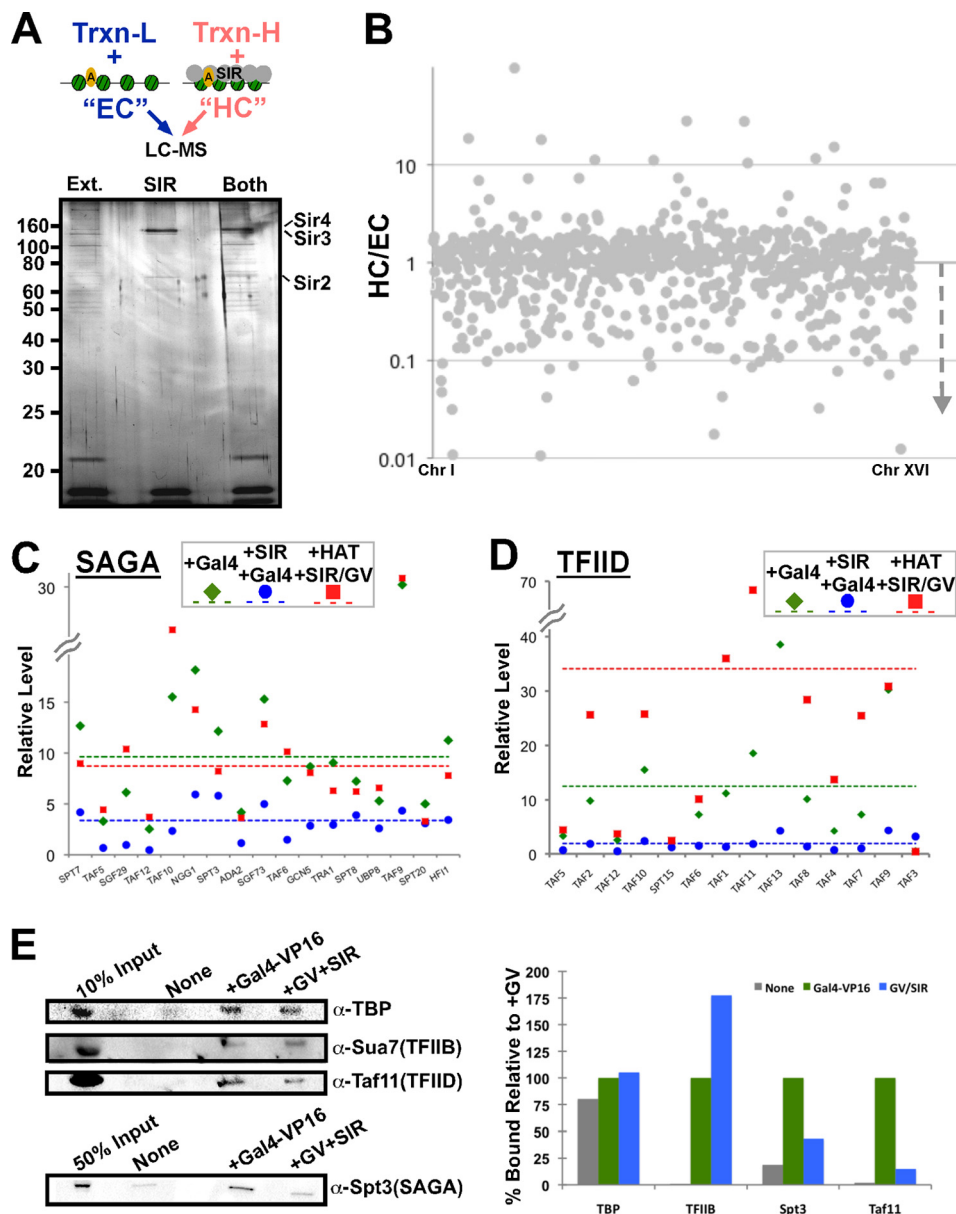 A
Trxn-L Trxn-H
+ +
A A SIR
“EC” “HC”
LC-MS
Ext. SIR Both
160
100
80
60
50
40
30
25
20
Sir4
Sir3
Sir2
B
HC/EC
10
1
0.1
0.01
Chr I Chr XVI
C SAGA
+Gal4 +SIR +Gal4 +HAT +SIR/GV
Relative Level
30
15
10
5
0
SPT7 TAF5 SGF29 TAF12 TAF10 NGG1 SPT3 ADA2 SGF73 TAF6 GCN5 TRA1 SPT8 UBP8 TAF9 SPT20 HFI1
D TFIID
+Gal4 +SIR +Gal4 +HAT +SIR/GV
Relative Level
70
40
30
20
10
0
TAF5 TAF2 TAF12 TAF10 SPT15 TAF6 TAF1 TAF11 TAF13 TAF8 TAF4 TAF7 TAF9 TAF3
E
10% Input None +Gal4-VP16 +GV+SIR
α-TBP
α-Sua7(TFIIB)
α-Taf11(TFIID)
50% Input None +Gal4-VP16 +GV+SIR
α-Spt3(SAGA)
% Bound Relative to +GV
None Gal4-VP16 GV/SIR
200
175
150
125
100
75
50
25
0
TBP TFIIB Spt3 Taf11